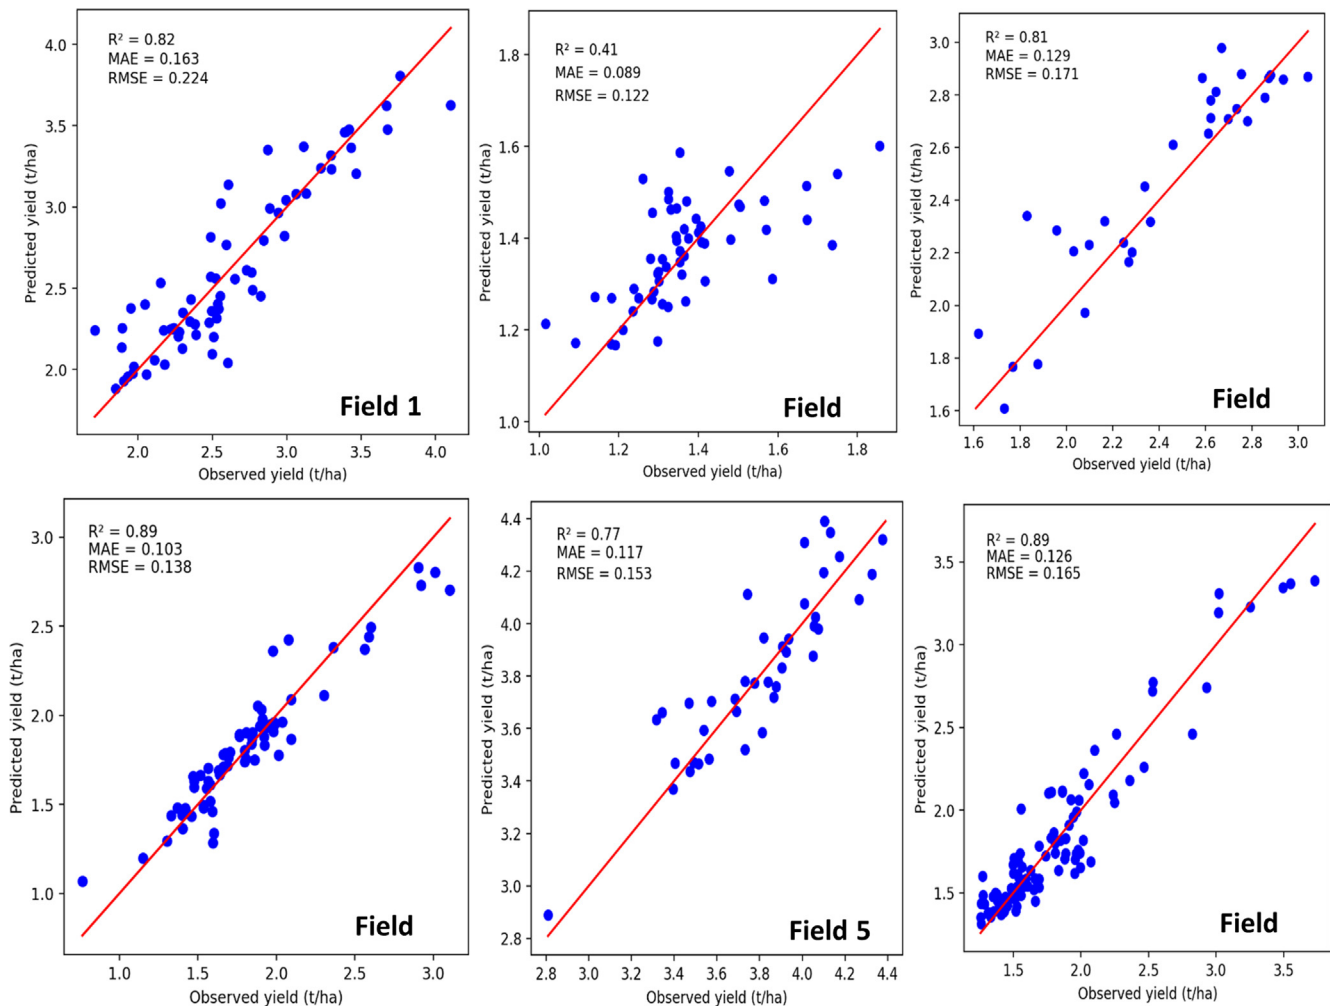 R² = 0.82
MAE = 0.163
RMSE = 0.224
4.0
3.5
3.0
2.5
2.0
Predicted yield (t/ha)
Field 1
2.0 2.5 3.0 3.5 4.0
Observed yield (t/ha)
R² = 0.41
MAE = 0.089
RMSE = 0.122
1.8
1.6
1.4
1.2
1.0
Predicted yield (t/ha)
Field
1.0 1.2 1.4 1.6 1.8
Observed yield (t/ha)
R² = 0.81
MAE = 0.129
RMSE = 0.171
3.0
2.8
2.6
2.4
2.2
2.0
1.8
1.6
Predicted yield (t/ha)
Field
1.6 1.8 2.0 2.2 2.4 2.6 2.8 3.0
Observed yield (t/ha)
R² = 0.89
MAE = 0.103
RMSE = 0.138
3.0
2.5
2.0
1.5
1.0
Predicted yield (t/ha)
Field
1.0 1.5 2.0 2.5 3.0
Observed yield (t/ha)
R² = 0.77
MAE = 0.117
RMSE = 0.153
4.4
4.2
4.0
3.8
3.6
3.4
3.2
3.0
2.8
Predicted yield (t/ha)
Field 5
2.8 3.0 3.2 3.4 3.6 3.8 4.0 4.2 4.4
Observed yield (t/ha)
R² = 0.89
MAE = 0.126
RMSE = 0.165
3.5
3.0
2.5
2.0
1.5
Predicted yield (t/ha)
Field
1.5 2.0 2.5 3.0 3.5
Observed yield (t/ha)